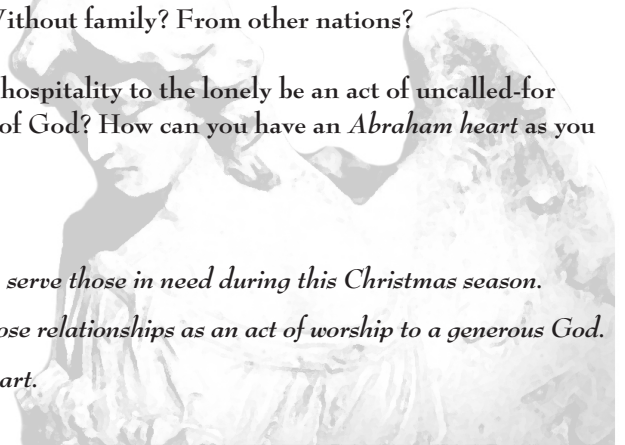 Without family? From other nations?
hospitality to the lonely be an act of uncalled-for
of God? How can you have an Abraham heart as you
serve those in need during this Christmas season.
ose relationships as an act of worship to a generous God.
art.